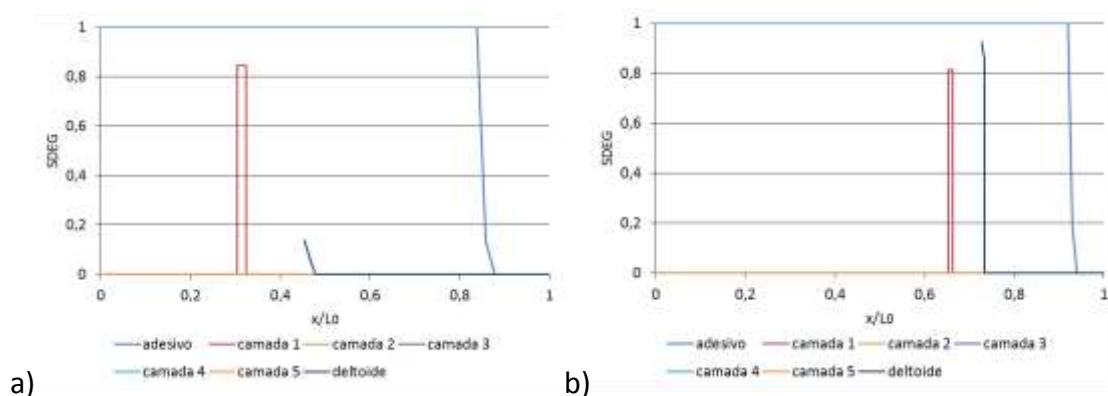 1
0,8
0,6
0,4
0,2
0
SDEG
0 0,2 0,4 0,6 0,8 1
x/L0
adesivo camada 1 camada 2 camada 3
camada 4 camada 5 deltoide
a)
1
0,8
0,6
0,4
0,2
0
SDEG
0 0,2 0,4 0,6 0,8 1
x/L0
adesivo camada 1 camada 2 camada 3
camada 4 camada 5 deltoide
b)